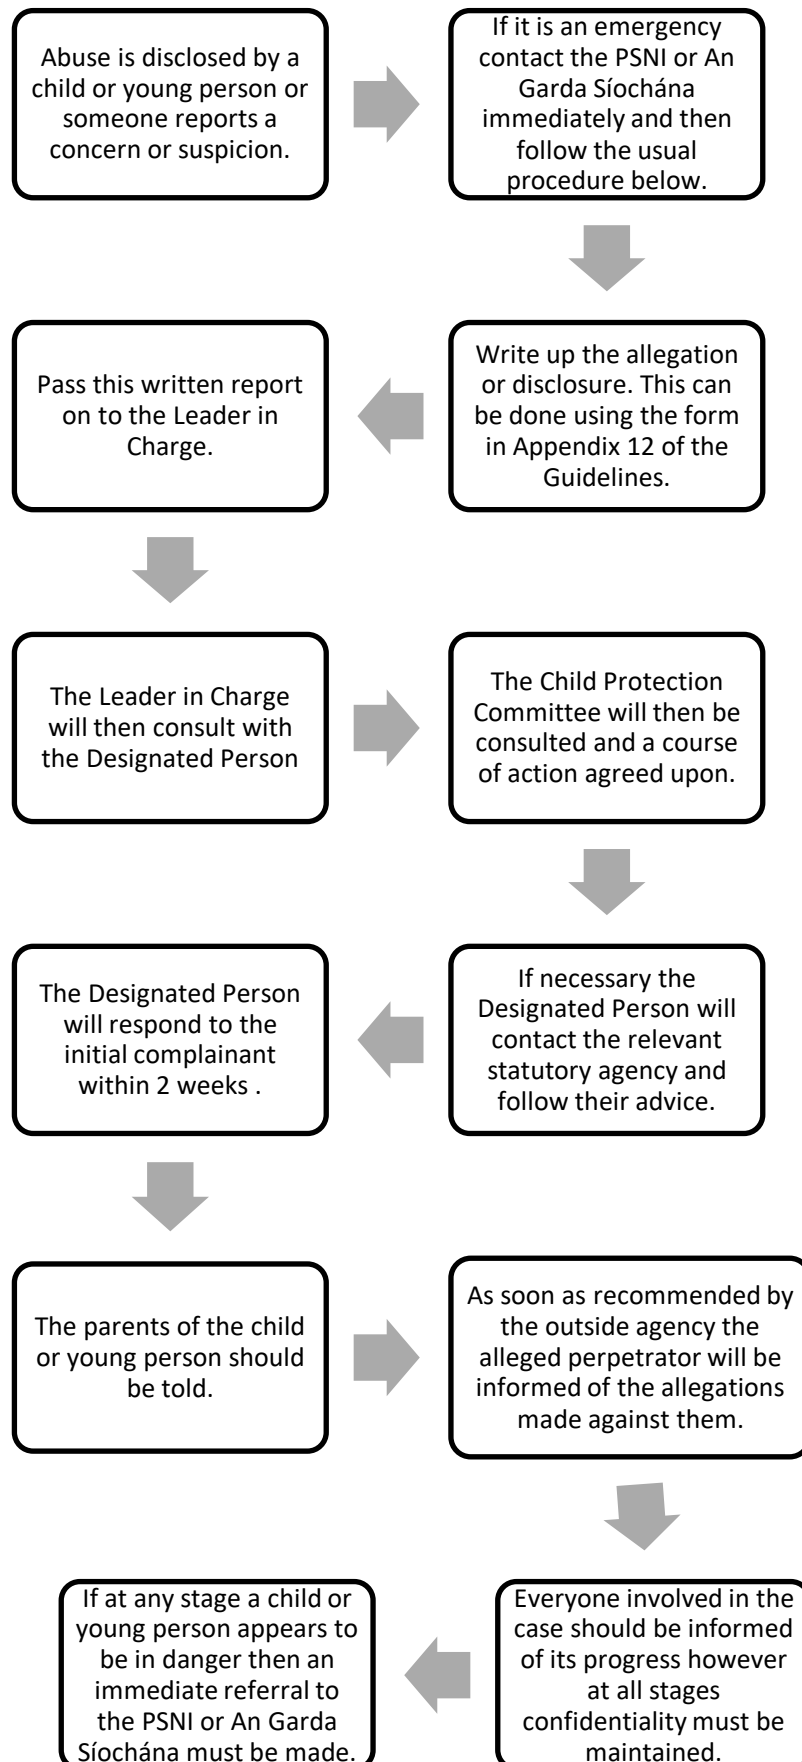 Abuse is disclosed by a
child or young person or
someone reports a
concern or suspicion.
If it is an emergency
contact the PSNI or An
Garda Síochána
immediately and then
follow the usual
procedure below.
Write up the allegation
or disclosure. This can
be done using the form
in Appendix 12 of the
Guidelines.
Pass this written report
on to the Leader in
Charge.
The Leader in Charge
will then consult with
the Designated Person
The Child Protection
Committee will then be
consulted and a course
of action agreed upon.
If necessary the
Designated Person will
contact the relevant
statutory agency and
follow their advice.
The Designated Person
will respond to the
initial complainant
within 2 weeks .
The parents of the child
or young person should
be told.
As soon as recommended by
the outside agency the
alleged perpetrator will be
informed of the allegations
made against them.
Everyone involved in the
case should be informed
of its progress however
at all stages
confidentiality must be
maintained.
If at any stage a child or
young person appears to
be in danger then an
immediate referral to
the PSNI or An Garda
Síochána must be made.